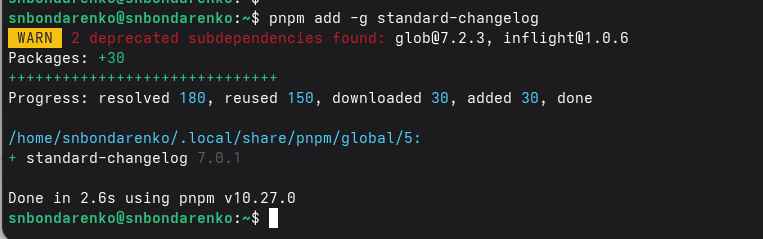 snbondarenko@snbondarenko:~$
snbondarenko@snbondarenko:~$ pnpm add -g standard-changelog
WARN 2 deprecated subdependencies found: glob@7.2.3, inflight@1.0.6
Packages: +30
++++++++++++++++++++++++++++++
Progress: resolved 180, reused 150, downloaded 30, added 30, done
/home/snbondarenko/.local/share/pnpm/global/5:
+ standard-changelog 7.0.1
Done in 2.6s using pnpm v10.27.0
snbondarenko@snbondarenko:~$